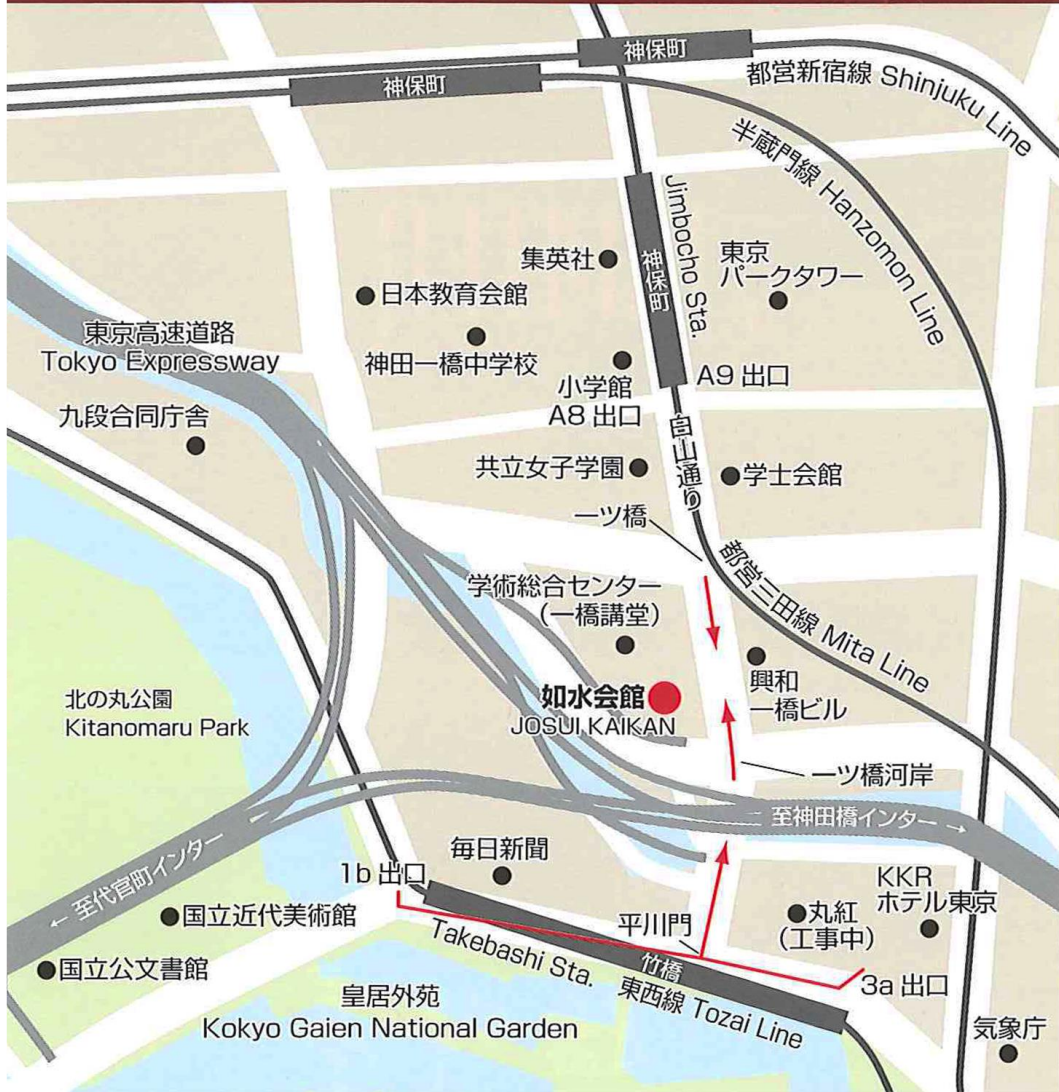 神保町
神保町
都営新宿線 Shinjuku Line
半蔵門線 Hanzomon Line
神保町
Jimbocho Sta.
集英社
東京
パークタワー
日本教育会館
神田一橋中学校
東京高速道路
Tokyo Expressway
小学館
A8 出口
A9 出口
九段合同庁舎
白山通り
共立女子学園
学士会館
一ツ橋
都営三田線 Mita Line
学術総合センター
(一橋講堂)
如水会館
JOSUI KAIKAN
興和
一橋ビル
北の丸公園
Kitanomaru Park
一ツ橋河岸
至神田橋インター →
← 至代官町インター
毎日新聞
1b 出口
KKR
ホテル東京
丸紅
(工事中)
国立近代美術館
平川門
Takebashi Sta.
竹橋
東西線 Tozai Line
3a 出口
国立公文書館
皇居外苑
Kokyo Gaien National Garden
気象庁